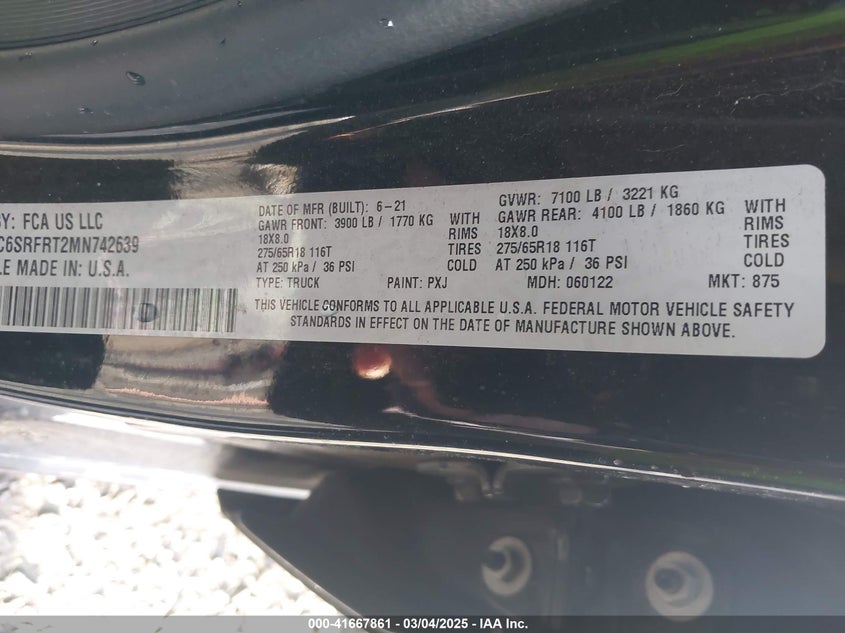 BY: FCA US LLC
C6SRFRT2MN742639
LE MADE IN: U.S.A.
DATE OF MFR (BUILT): 6-21
GAWR FRONT: 3900 LB / 1770 KG WITH
18X8.0 RIMS
275/65R18 116T TIRES
AT 250 kPa / 36 PSI COLD
TYPE: TRUCK PAINT: PXJ
GVWR: 7100 LB / 3221 KG
GAWR REAR: 4100 LB / 1860 KG WITH
18X8.0 RIMS
275/65R18 116T TIRES
AT 250 kPa / 36 PSI COLD
MDH: 060122 MKT: 875
THIS VEHICLE CONFORMS TO ALL APPLICABLE U.S.A. FEDERAL MOTOR VEHICLE SAFETY
STANDARDS IN EFFECT ON THE DATE OF MANUFACTURE SHOWN ABOVE.
000-41667861 - 03/04/2025 - IAA Inc.